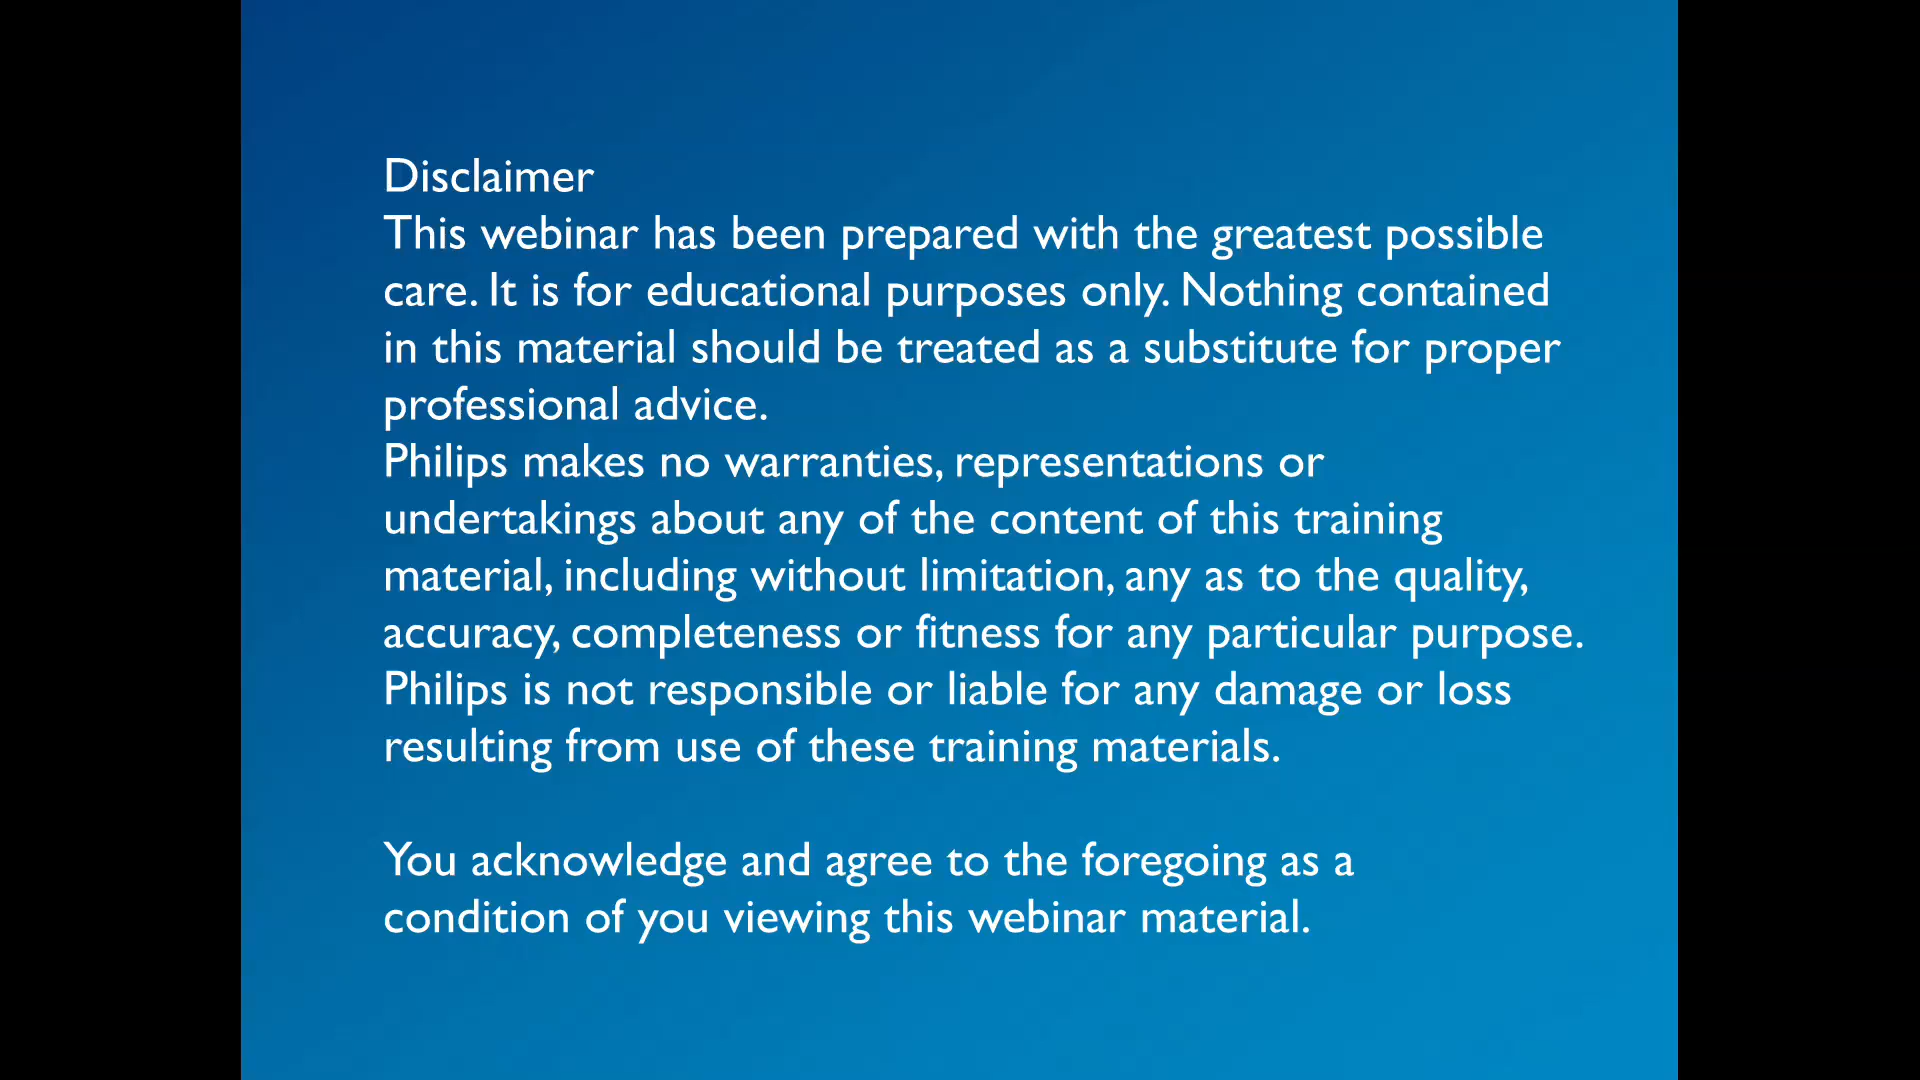 Disclaimer
This webinar has been prepared with the greatest possible
care. It is for educational purposes only. Nothing contained
in this material should be treated as a substitute for proper
professional advice.
Philips makes no warranties, representations or
undertakings about any of the content of this training
material, including without limitation, any as to the quality,
accuracy, completeness or fitness for any particular purpose.
Philips is not responsible or liable for any damage or loss
resulting from use of these training materials.
You acknowledge and agree to the foregoing as a
condition of you viewing this webinar material.